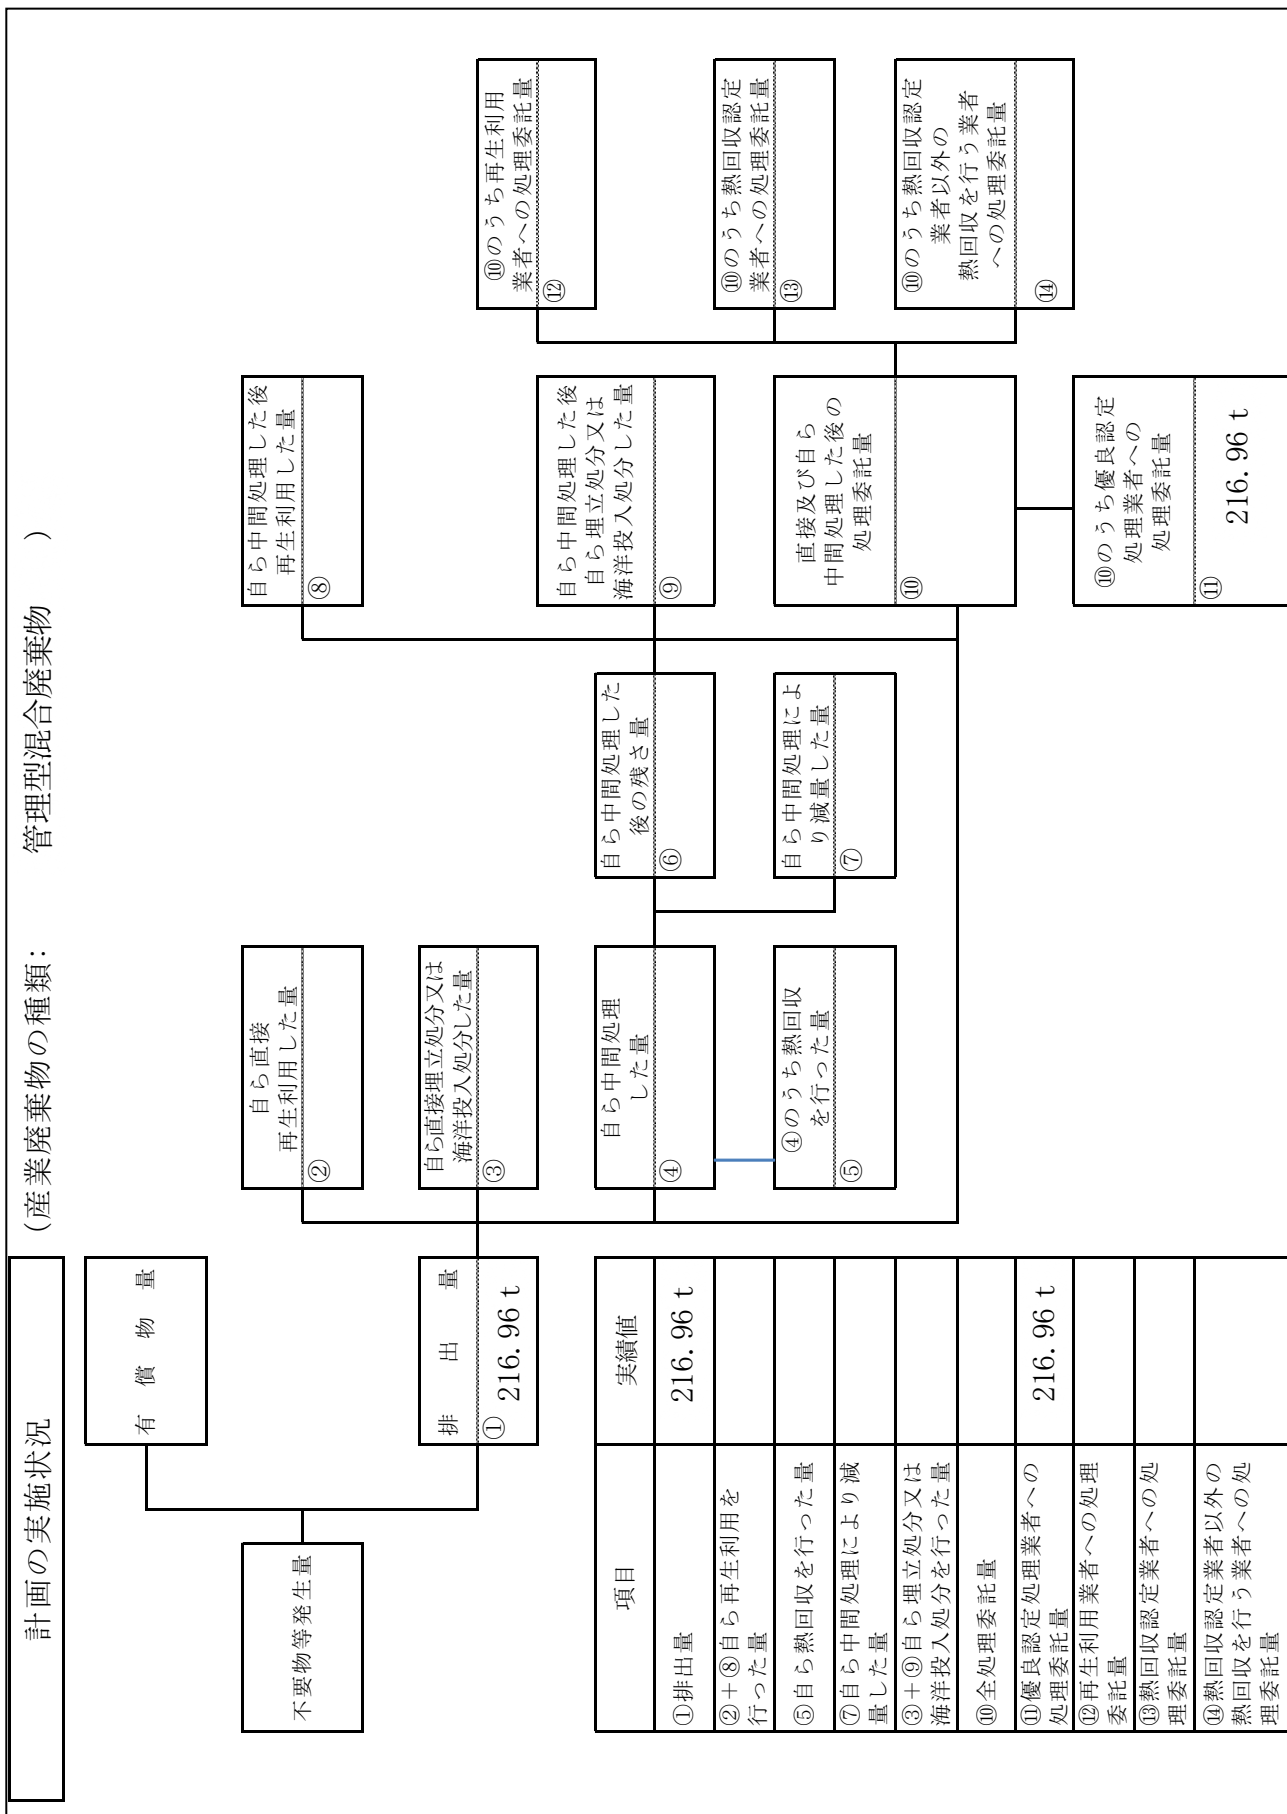 計画の実施状況
(産業廃棄物の種類: 管理型混合廃棄物 )
不要物等発生量
有償物量
排出量
①
216.96 t
自ら直接
再生利用した量
②
自ら直接埋立処分又は
海洋投入処分した量
③
自ら中間処理
した量
④
④のうち熱回収
を行った量
⑤
自ら中間処理した
後の残さ量
⑥
自ら中間処理によ
り減量した量
⑦
自ら中間処理した後
再生利用した量
⑧
自ら中間処理した後
自ら埋立処分又は
海洋投入処分した量
⑨
直接及び自ら
中間処理した後の
処理委託量
⑩
⑩のうち優良認定
処理業者への
処理委託量
⑪
216.96 t
⑩のうち再生利用
業者への処理委託量
⑫
⑩のうち熱回収認定
業者への処理委託量
⑬
⑩のうち熱回収認定
業者以外の
熱回収を行う業者
への処理委託量
⑭
項目
実績値
①排出量
216.96 t
②+⑧自ら再生利用を
行った量
⑤自ら熱回収を行った量
⑦自ら中間処理により減
量した量
③+⑨自ら埋立処分又は
海洋投入処分を行った量
⑩全処理委託量
⑪優良認定処理業者への
処理委託量
216.96 t
⑫再生利用業者への処理
委託量
⑬熱回収認定業者への処
理委託量
⑭熱回収認定業者以外の
熱回収を行う業者への処
理委託量